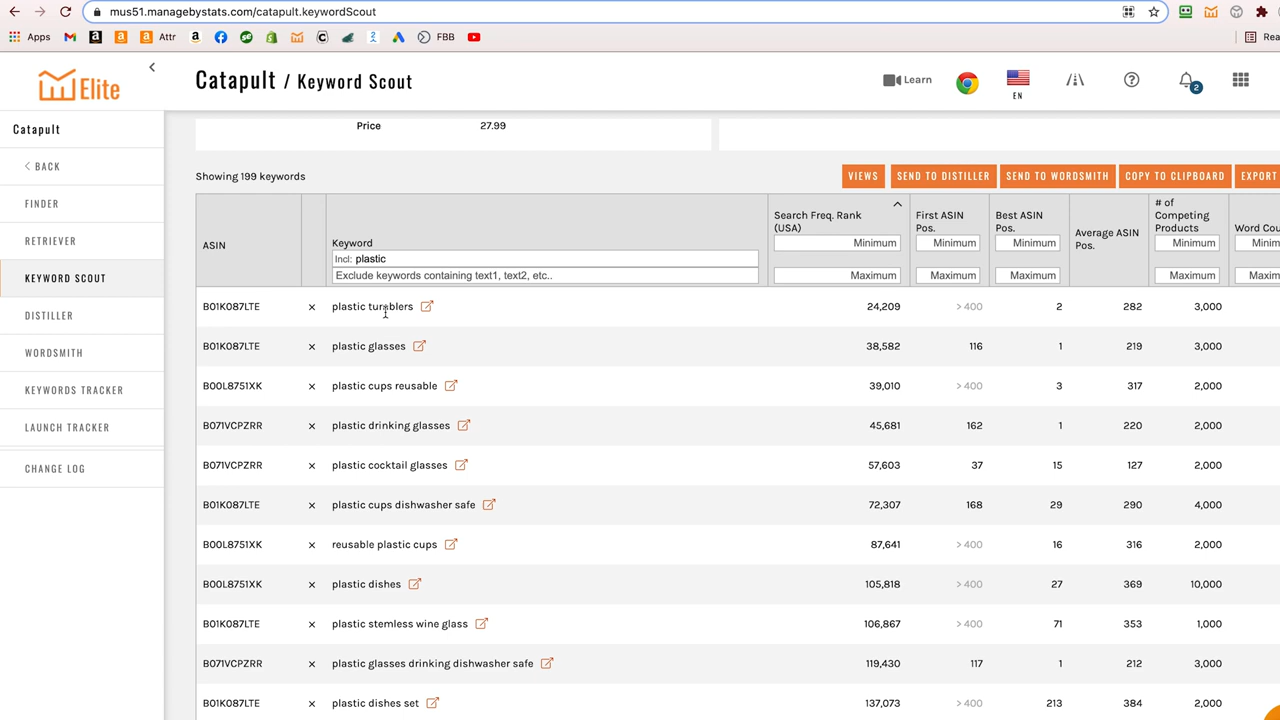 mus51.managebystats.com/catapult.keywordScout
Apps Attr FBB Rea
Elite
Catapult / Keyword Scout
Learn
EN
2
Catapult
BACK
FINDER
RETRIEVER
KEYWORD SCOUT
DISTILLER
WORDSMITH
KEYWORDS TRACKER
LAUNCH TRACKER
CHANGE LOG
Price 27.99
Showing 199 keywords
VIEWS SEND TO DISTILLER SEND TO WORDSMITH COPY TO CLIPBOARD EXPORT
ASIN
Keyword
Incl: plastic
Exclude keywords containing text1, text2, etc..
Search Freq. Rank
(USA)
Minimum
Maximum
First ASIN
Pos.
Minimum
Maximum
Best ASIN
Pos.
Minimum
Maximum
Average ASIN
Pos.
# of
Competing
Products
Minimum
Maximum
Word Cou
Minim
Maxim
B01K087LTE × plastic tumblers 24,209 > 400 2 282 3,000
B01K087LTE × plastic glasses 38,582 116 1 219 3,000
B00L8751XK × plastic cups reusable 39,010 > 400 3 317 2,000
B071VCPZRR × plastic drinking glasses 45,681 162 1 220 2,000
B071VCPZRR × plastic cocktail glasses 57,603 37 15 127 2,000
B01K087LTE × plastic cups dishwasher safe 72,307 168 29 290 4,000
B00L8751XK × reusable plastic cups 87,641 > 400 16 316 2,000
B00L8751XK × plastic dishes 105,818 > 400 27 369 10,000
B01K087LTE × plastic stemless wine glass 106,867 > 400 71 353 1,000
B071VCPZRR × plastic glasses drinking dishwasher safe 119,430 117 1 212 3,000
B01K087LTE × plastic dishes set 137,073 > 400 213 384 2,000